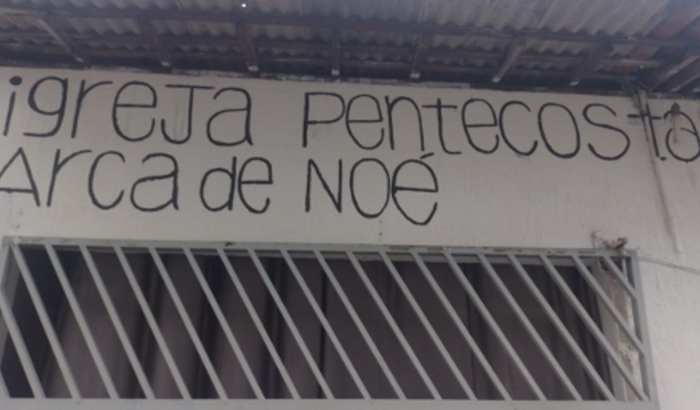 igreja Pentecosta
Arca de Noé